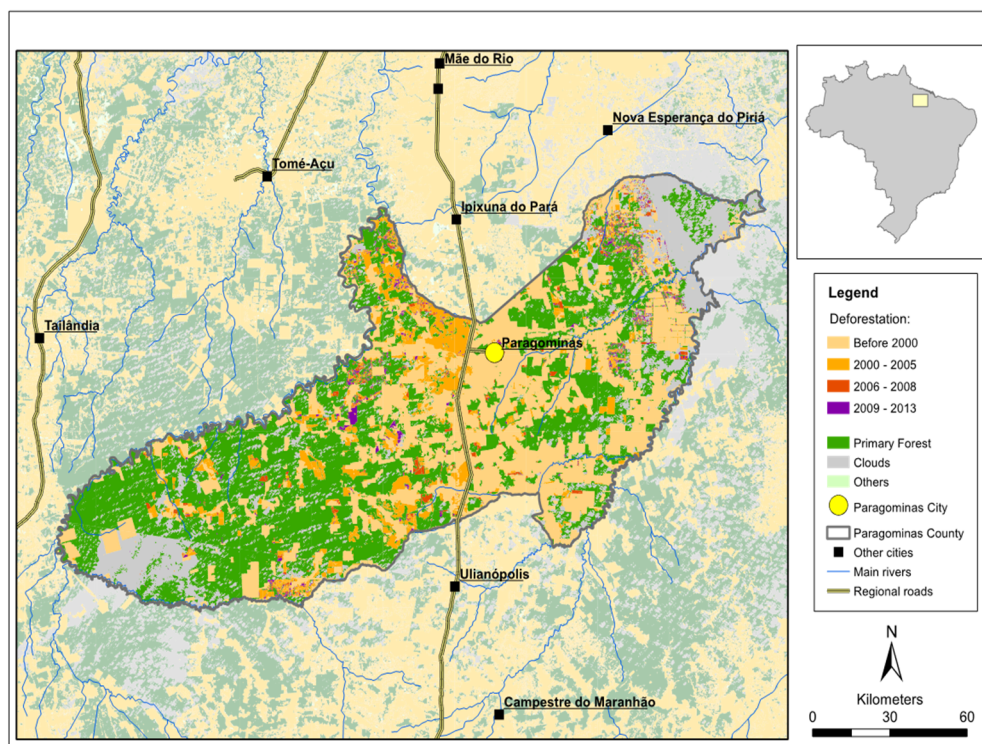 Mãe do Rio
Nova Esperança do Piriá
Tomé-Açu
Ipixuna do Pará
Tailândia
Paragominas
Ulianópolis
Campestre do Maranhão
Legend
Deforestation:
Before 2000
2000 - 2005
2006 - 2008
2009 - 2013
Primary Forest
Clouds
Others
Paragominas City
Paragominas County
Other cities
Main rivers
Regional roads
N
Kilometers
0 30 60